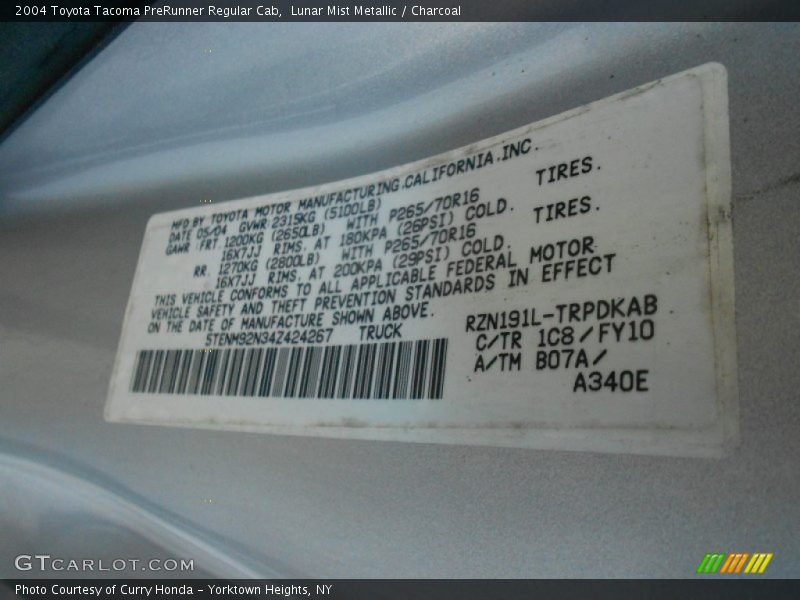 2004 Toyota Tacoma PreRunner Regular Cab, Lunar Mist Metallic / Charcoal
MFD BY TOYOTA MOTOR MANUFACTURING.CALIFORNIA.INC.
DATE 05/04 GVWR 2315KG (5100LB)
GAWR FRT 1200KG (2650LB) WITH P265/70R16 TIRES.
16X7JJ RIMS. AT 180KPA (26PSI) COLD.
RR. 1270KG (2800LB) WITH P265/70R16 TIRES.
16X7JJ RIMS. AT 200KPA (29PSI) COLD.
THIS VEHICLE CONFORMS TO ALL APPLICABLE FEDERAL MOTOR
VEHICLE SAFETY AND THEFT PREVENTION STANDARDS IN EFFECT
ON THE DATE OF MANUFACTURE SHOWN ABOVE.
5TENM92N34Z424267 TRUCK
RZN191L-TRPDKAB
C/TR 1C8/FY10
A/TM B07A/
A340E
GTCARLOT.COM
Photo Courtesy of Curry Honda - Yorktown Heights, NY